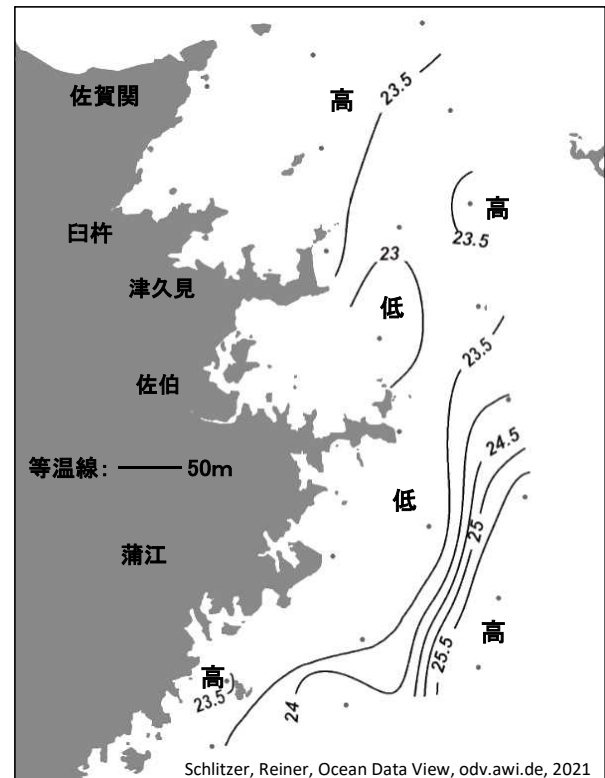 佐賀関
高
23.5
臼杵
高
23.5
津久見
23
低
佐伯
23.5
24.5
等温線: 50m
低
25
蒲江
高
高
25.5
23.5
24
Schlitzer, Reiner, Ocean Data View, odv.awi.de, 2021